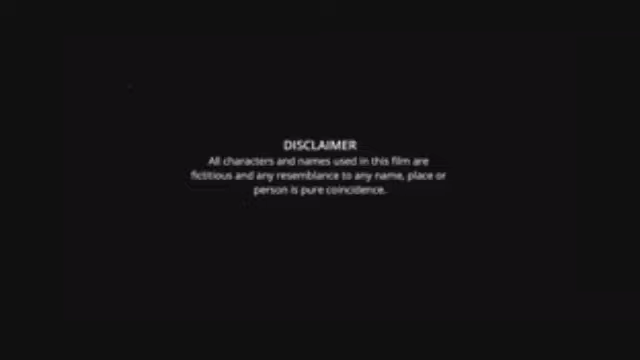 DISCLAIMER
All characters and names used in this film are
fictitious and any resemblance to any name, place or
person is pure coincidence.